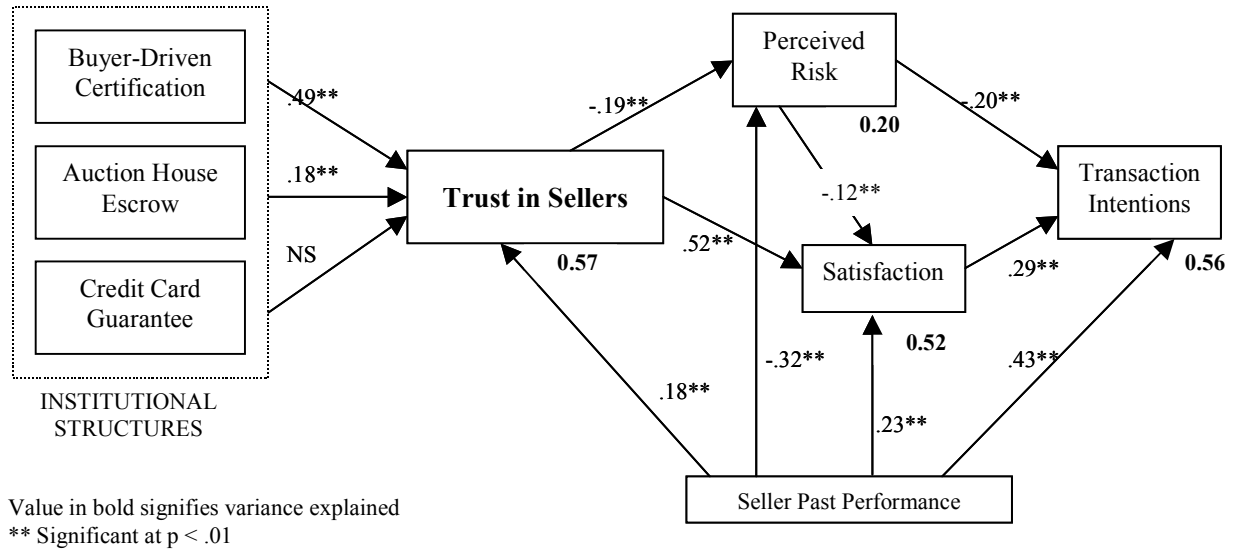 Buyer-Driven
Certification
Auction House
Escrow
Credit Card
Guarantee
INSTITUTIONAL
STRUCTURES
.49**
.18**
NS
Trust in Sellers
0.57
-.19**
.52**
.18**
Perceived
Risk
0.20
-.12**
-.20**
Satisfaction
0.52
.29**
Transaction
Intentions
0.56
-.32**
.23**
.43**
Seller Past Performance
Value in bold signifies variance explained
** Significant at p < .01